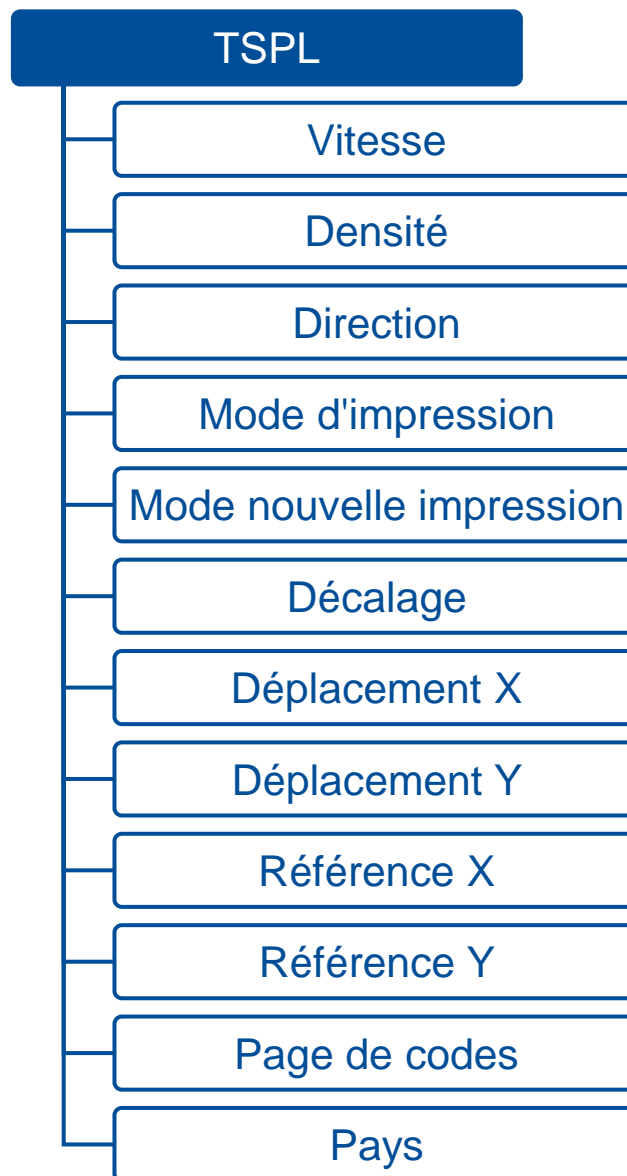 TSPL
Vitesse
Densité
Direction
Mode d'impression
Mode nouvelle impression
Décalage
Déplacement X
Déplacement Y
Référence X
Référence Y
Page de codes
Pays